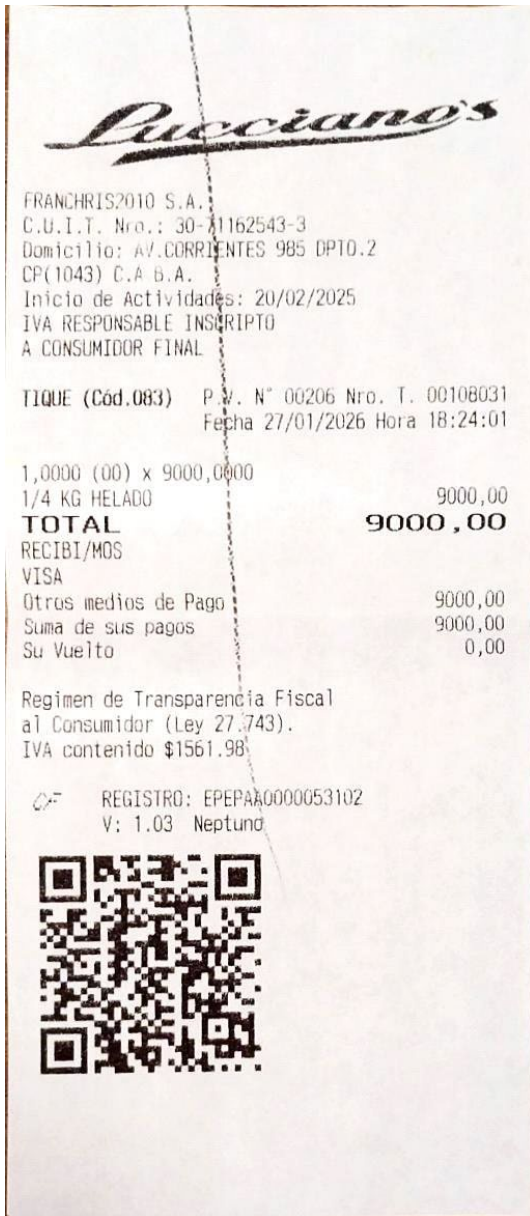 Lucciano's
FRANCHRIS2010 S.A.
C.U.I.T. Nro.: 30-71162543-3
Domicilio: AV.CORRIENTES 985 DPTO.2
CP(1043) C.A.B.A.
Inicio de Actividades: 20/02/2025
IVA RESPONSABLE INSCRIPTO
A CONSUMIDOR FINAL
TIQUE (Cód.083) P.V. N° 00206 Nro. T. 00108031
Fecha 27/01/2026 Hora 18:24:01
1,0000 (00) x 9000,0000
1/4 KG HELADO 9000,00
TOTAL 9000,00
RECIBI/MOS
VISA
Otros medios de Pago 9000,00
Suma de sus pagos 9000,00
Su Vuelto 0,00
Regimen de Transparencia Fiscal
al Consumidor (Ley 27.743).
IVA contenido $1561.98
CF REGISTRO: EPEPAA0000053102
V: 1.03 Neptuno